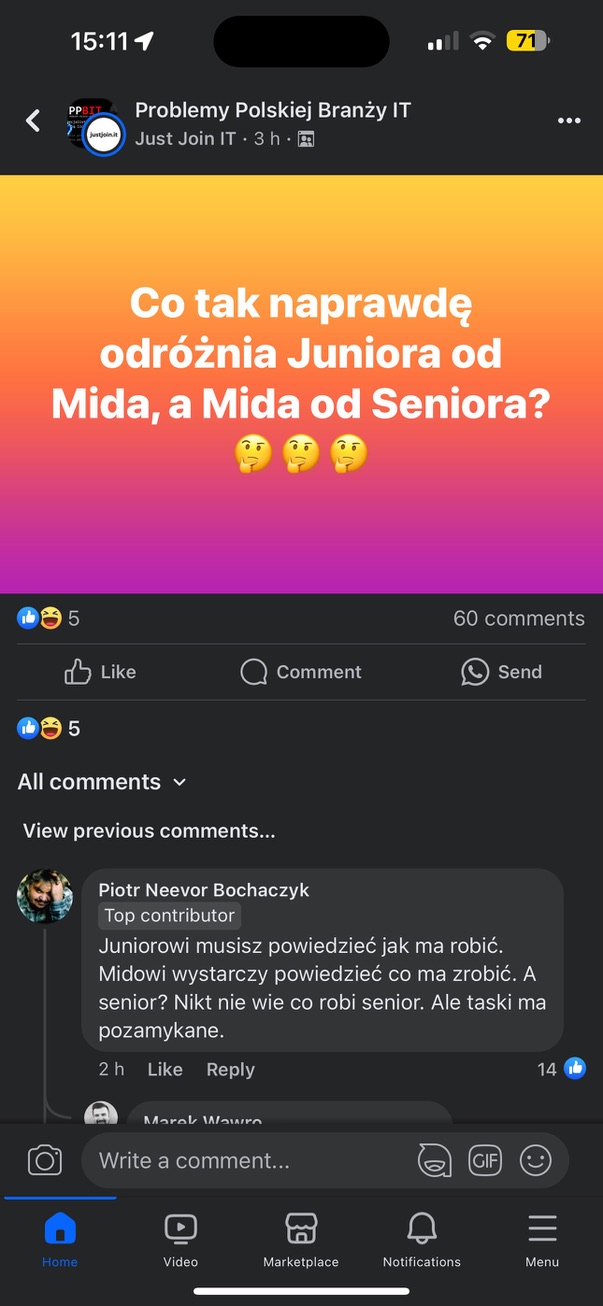 15:11
71
PPBIT
justjoin.it
Problemy Polskiej Branży IT
Just Join IT · 3 h ·
Co tak naprawdę
odróżnia Juniora od
Mida, a Mida od Seniora?
5
60 comments
Like
Comment
Send
5
All comments
View previous comments...
Piotr Neevor Bochaczyk
Top contributor
Juniorowi musisz powiedzieć jak ma robić.
Midowi wystarczy powiedzieć co ma zrobić. A
senior? Nikt nie wie co robi senior. Ale taski ma
pozamykane.
2 h Like Reply 14
Marek Wawro
Write a comment...
GIF
Home
Video
Marketplace
Notifications
Menu